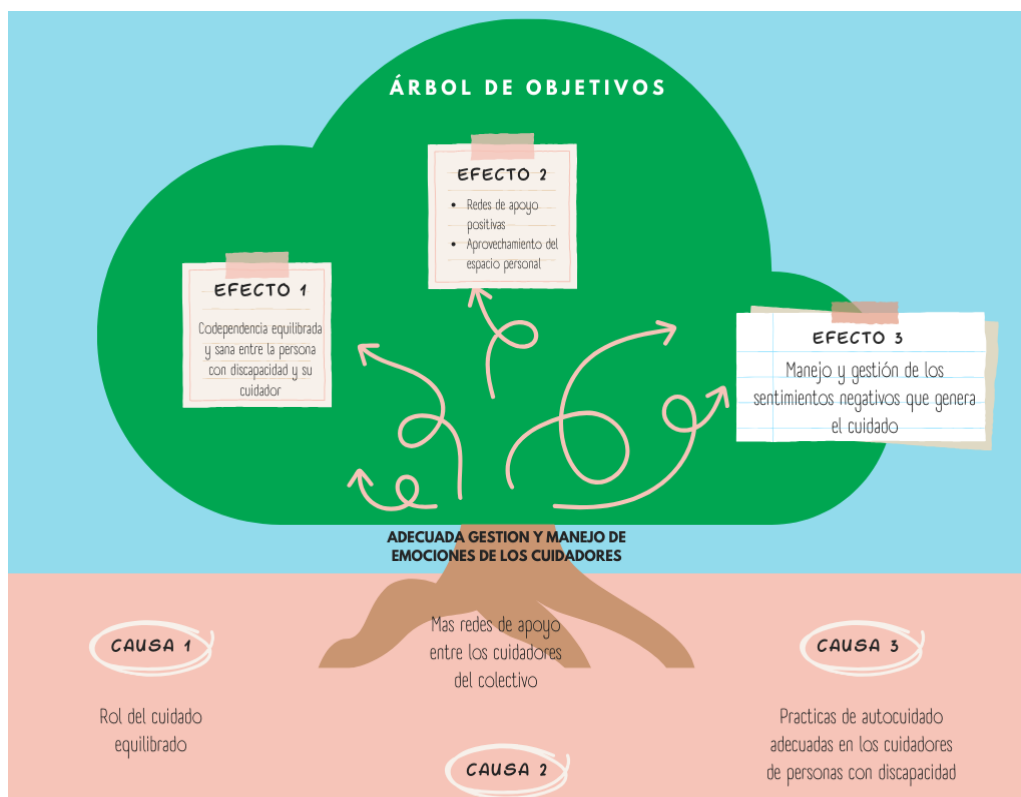 ÁRBOL DE OBJETIVOS
EFECTO 2
• Redes de apoyo
positivas
• Aprovechamiento del
espacio personal
EFECTO 1
Codependencia equilibrada
y sana entre la persona
con discapacidad y su
cuidador
EFECTO 3
Manejo y gestión de los
sentimientos negativos que genera
el cuidado
ADECUADA GESTION Y MANEJO DE
EMOCIONES DE LOS CUIDADORES
CAUSA 1
Rol del cuidado
equilibrado
Mas redes de apoyo
entre los cuidadores
del colectivo
CAUSA 2
CAUSA 3
Practicas de autocuidado
adecuadas en los cuidadores
de personas con discapacidad